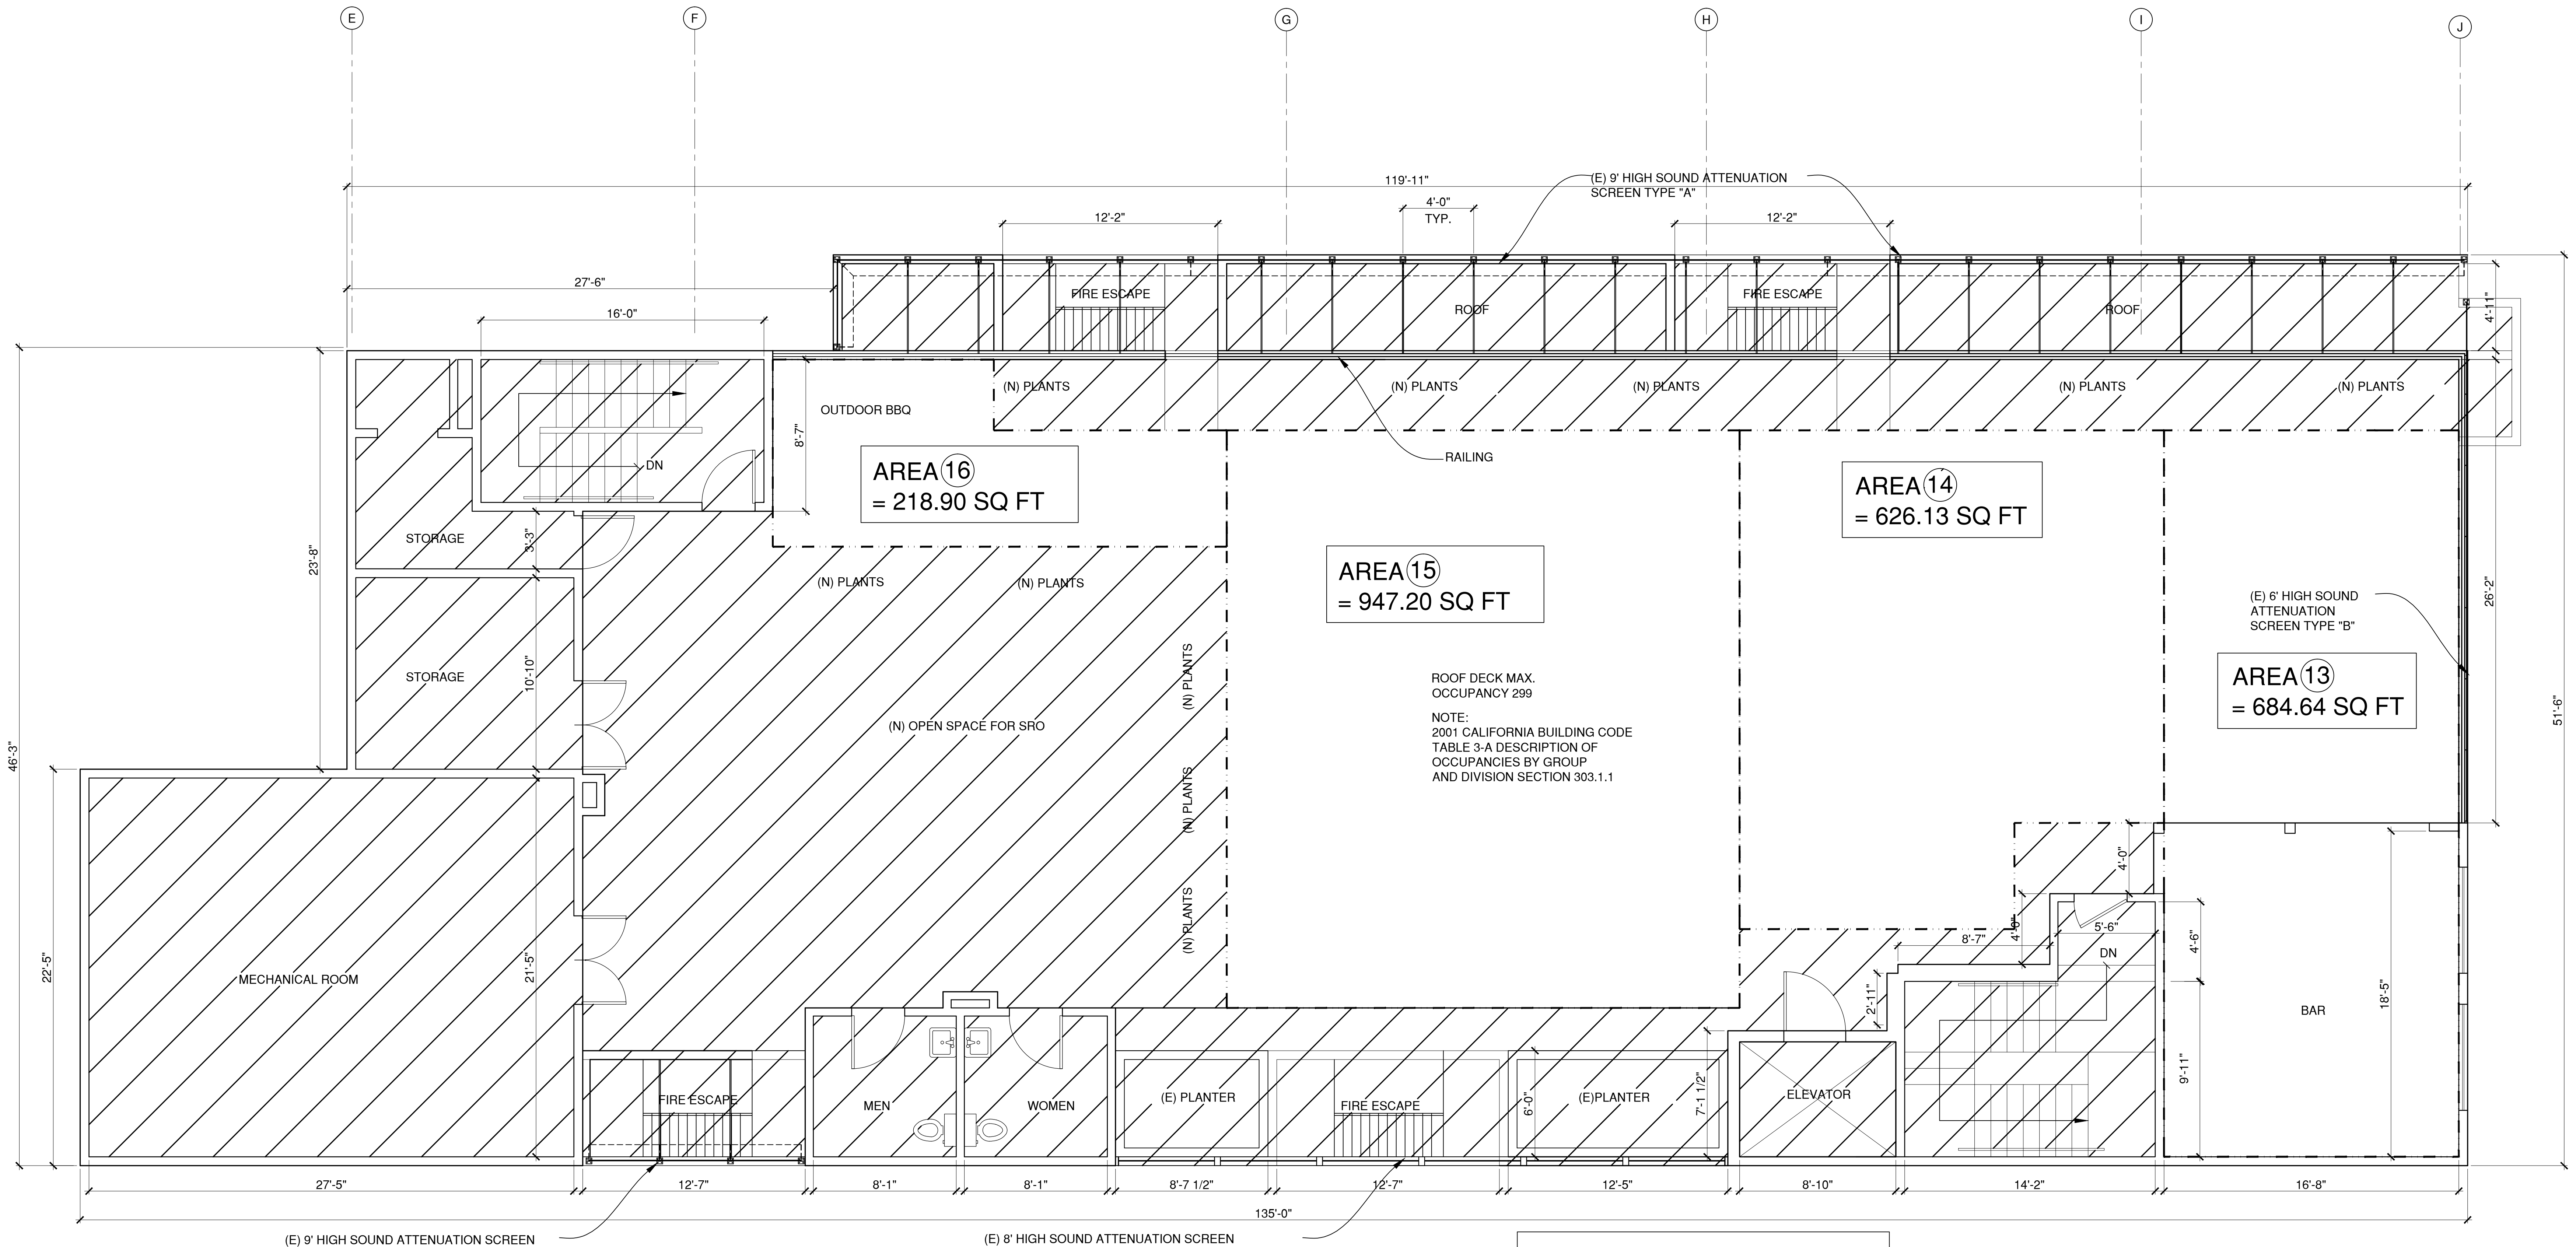 E
F
G
H
I
J
119'-11"
(E) 9' HIGH SOUND ATTENUATION
SCREEN TYPE "A"
4'-0"
TYP.
12'-2"
12'-2"
27'-6"
16'-0"
FIRE ESCAPE
ROOF
FIRE ESCAPE
ROOF
4'-11"
(N) PLANTS
(N) PLANTS
(N) PLANTS
(N) PLANTS
(N) PLANTS
OUTDOOR BBQ
8'-7"
DN
RAILING
AREA 16
= 218.90 SQ FT
AREA 14
= 626.13 SQ FT
STORAGE
3'-3"
23'-8"
AREA 15
= 947.20 SQ FT
(N) PLANTS
(N) PLANTS
(E) 6' HIGH SOUND
ATTENUATION
SCREEN TYPE "B"
26'-2"
STORAGE
10'-10"
(N) PLANTS
AREA 13
= 684.64 SQ FT
ROOF DECK MAX.
OCCUPANCY 299
NOTE:
2001 CALIFORNIA BUILDING CODE
TABLE 3-A DESCRIPTION OF
OCCUPANCIES BY GROUP
AND DIVISION SECTION 303.1.1
(N) OPEN SPACE FOR SRO
51'-6"
46'-3"
(N) PLANTS
4'-0"
(N) PLANTS
4'-0"
5'-6"
8'-7"
4'-6"
DN
22'-5"
MECHANICAL ROOM
21'-5"
2'-11"
18'-5"
BAR
9'-11"
FIRE ESCAPE
MEN
WOMEN
(E) PLANTER
FIRE ESCAPE
6'-0"
(E)PLANTER
7'-1 1/2"
ELEVATOR
27'-5"
12'-7"
8'-1"
8'-1"
8'-7 1/2"
12'-7"
12'-5"
8'-10"
14'-2"
16'-8"
135'-0"
(E) 9' HIGH SOUND ATTENUATION SCREEN
(E) 8' HIGH SOUND ATTENUATION SCREEN